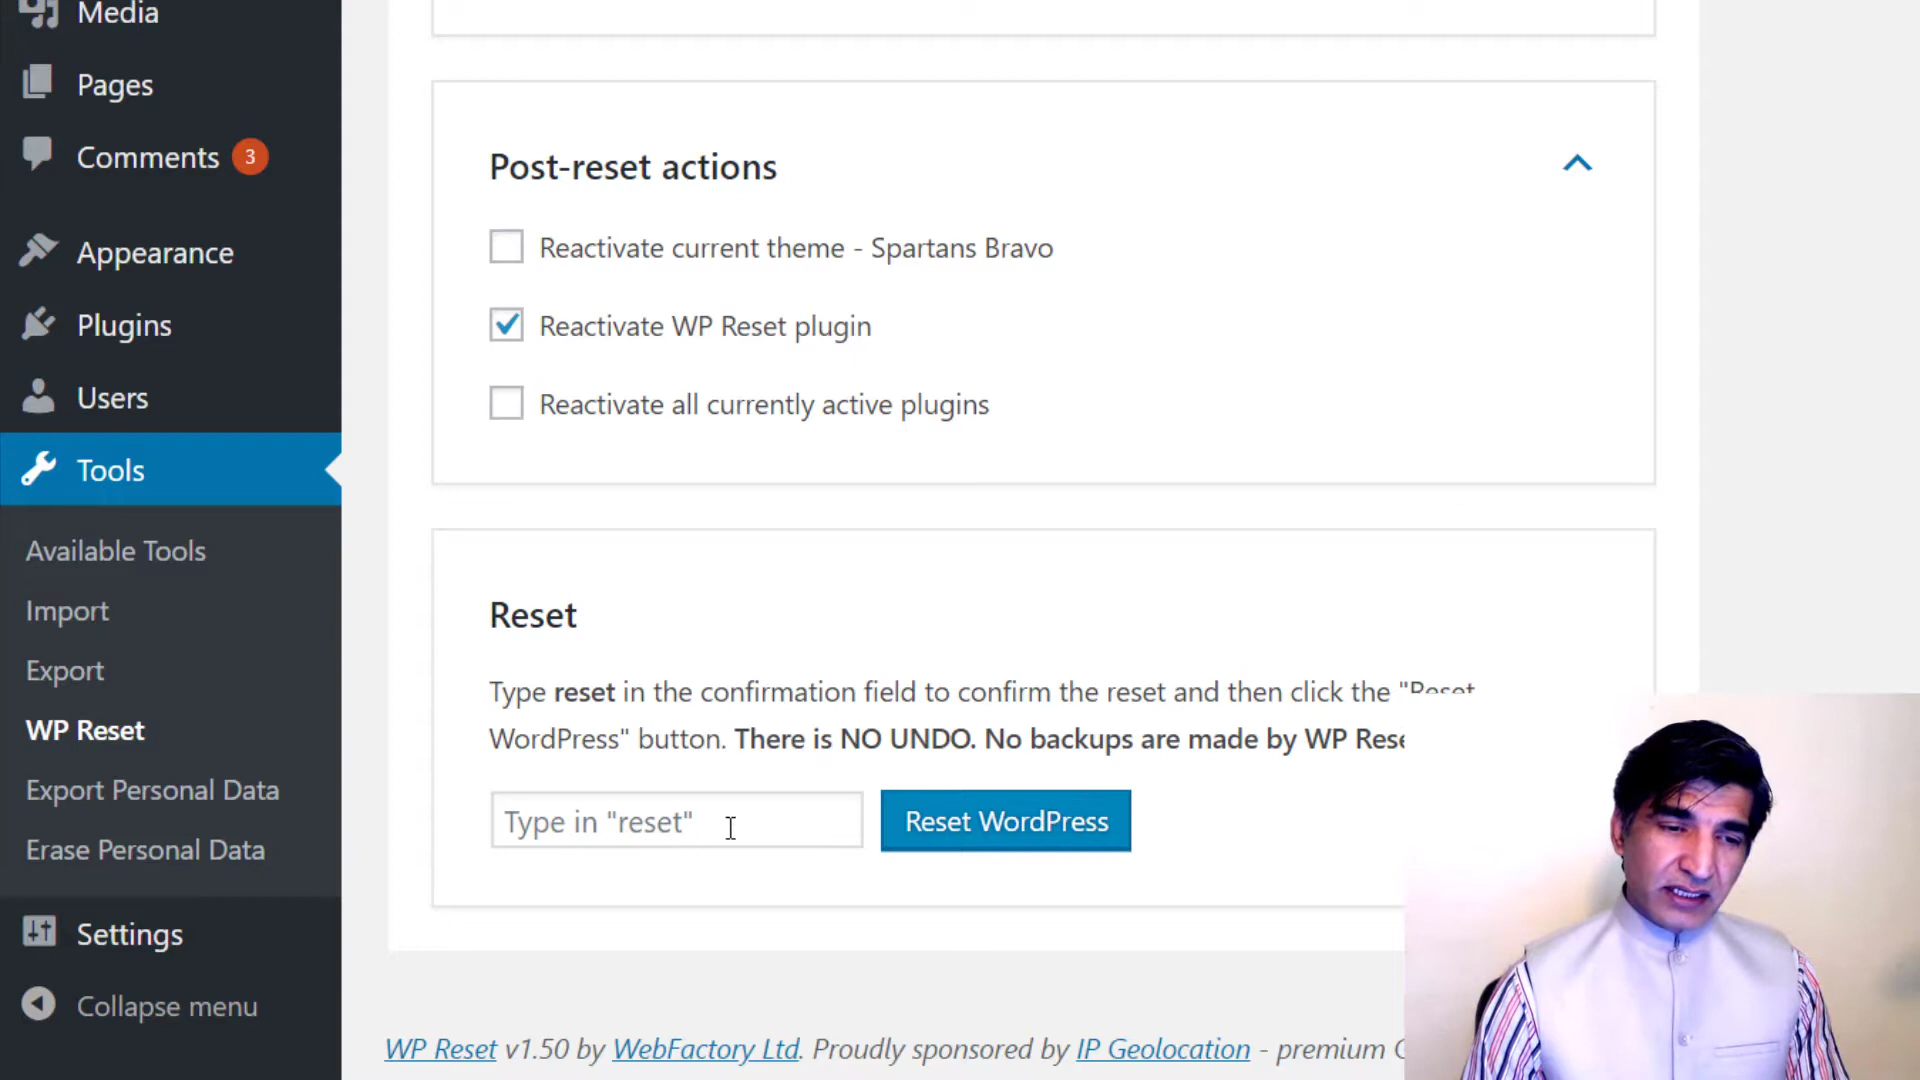 Media
Pages
Comments 3
Appearance
Plugins
Users
Tools
Available Tools
Import
Export
WP Reset
Export Personal Data
Erase Personal Data
Settings
Collapse menu
Post-reset actions
Reactivate current theme - Spartans Bravo
Reactivate WP Reset plugin
Reactivate all currently active plugins
Reset
Type reset in the confirmation field to confirm the reset and then click the "Reset
WordPress" button. There is NO UNDO. No backups are made by WP Rese
Type in "reset"
Reset WordPress
WP Reset v1.50 by WebFactory Ltd. Proudly sponsored by IP Geolocation - premium